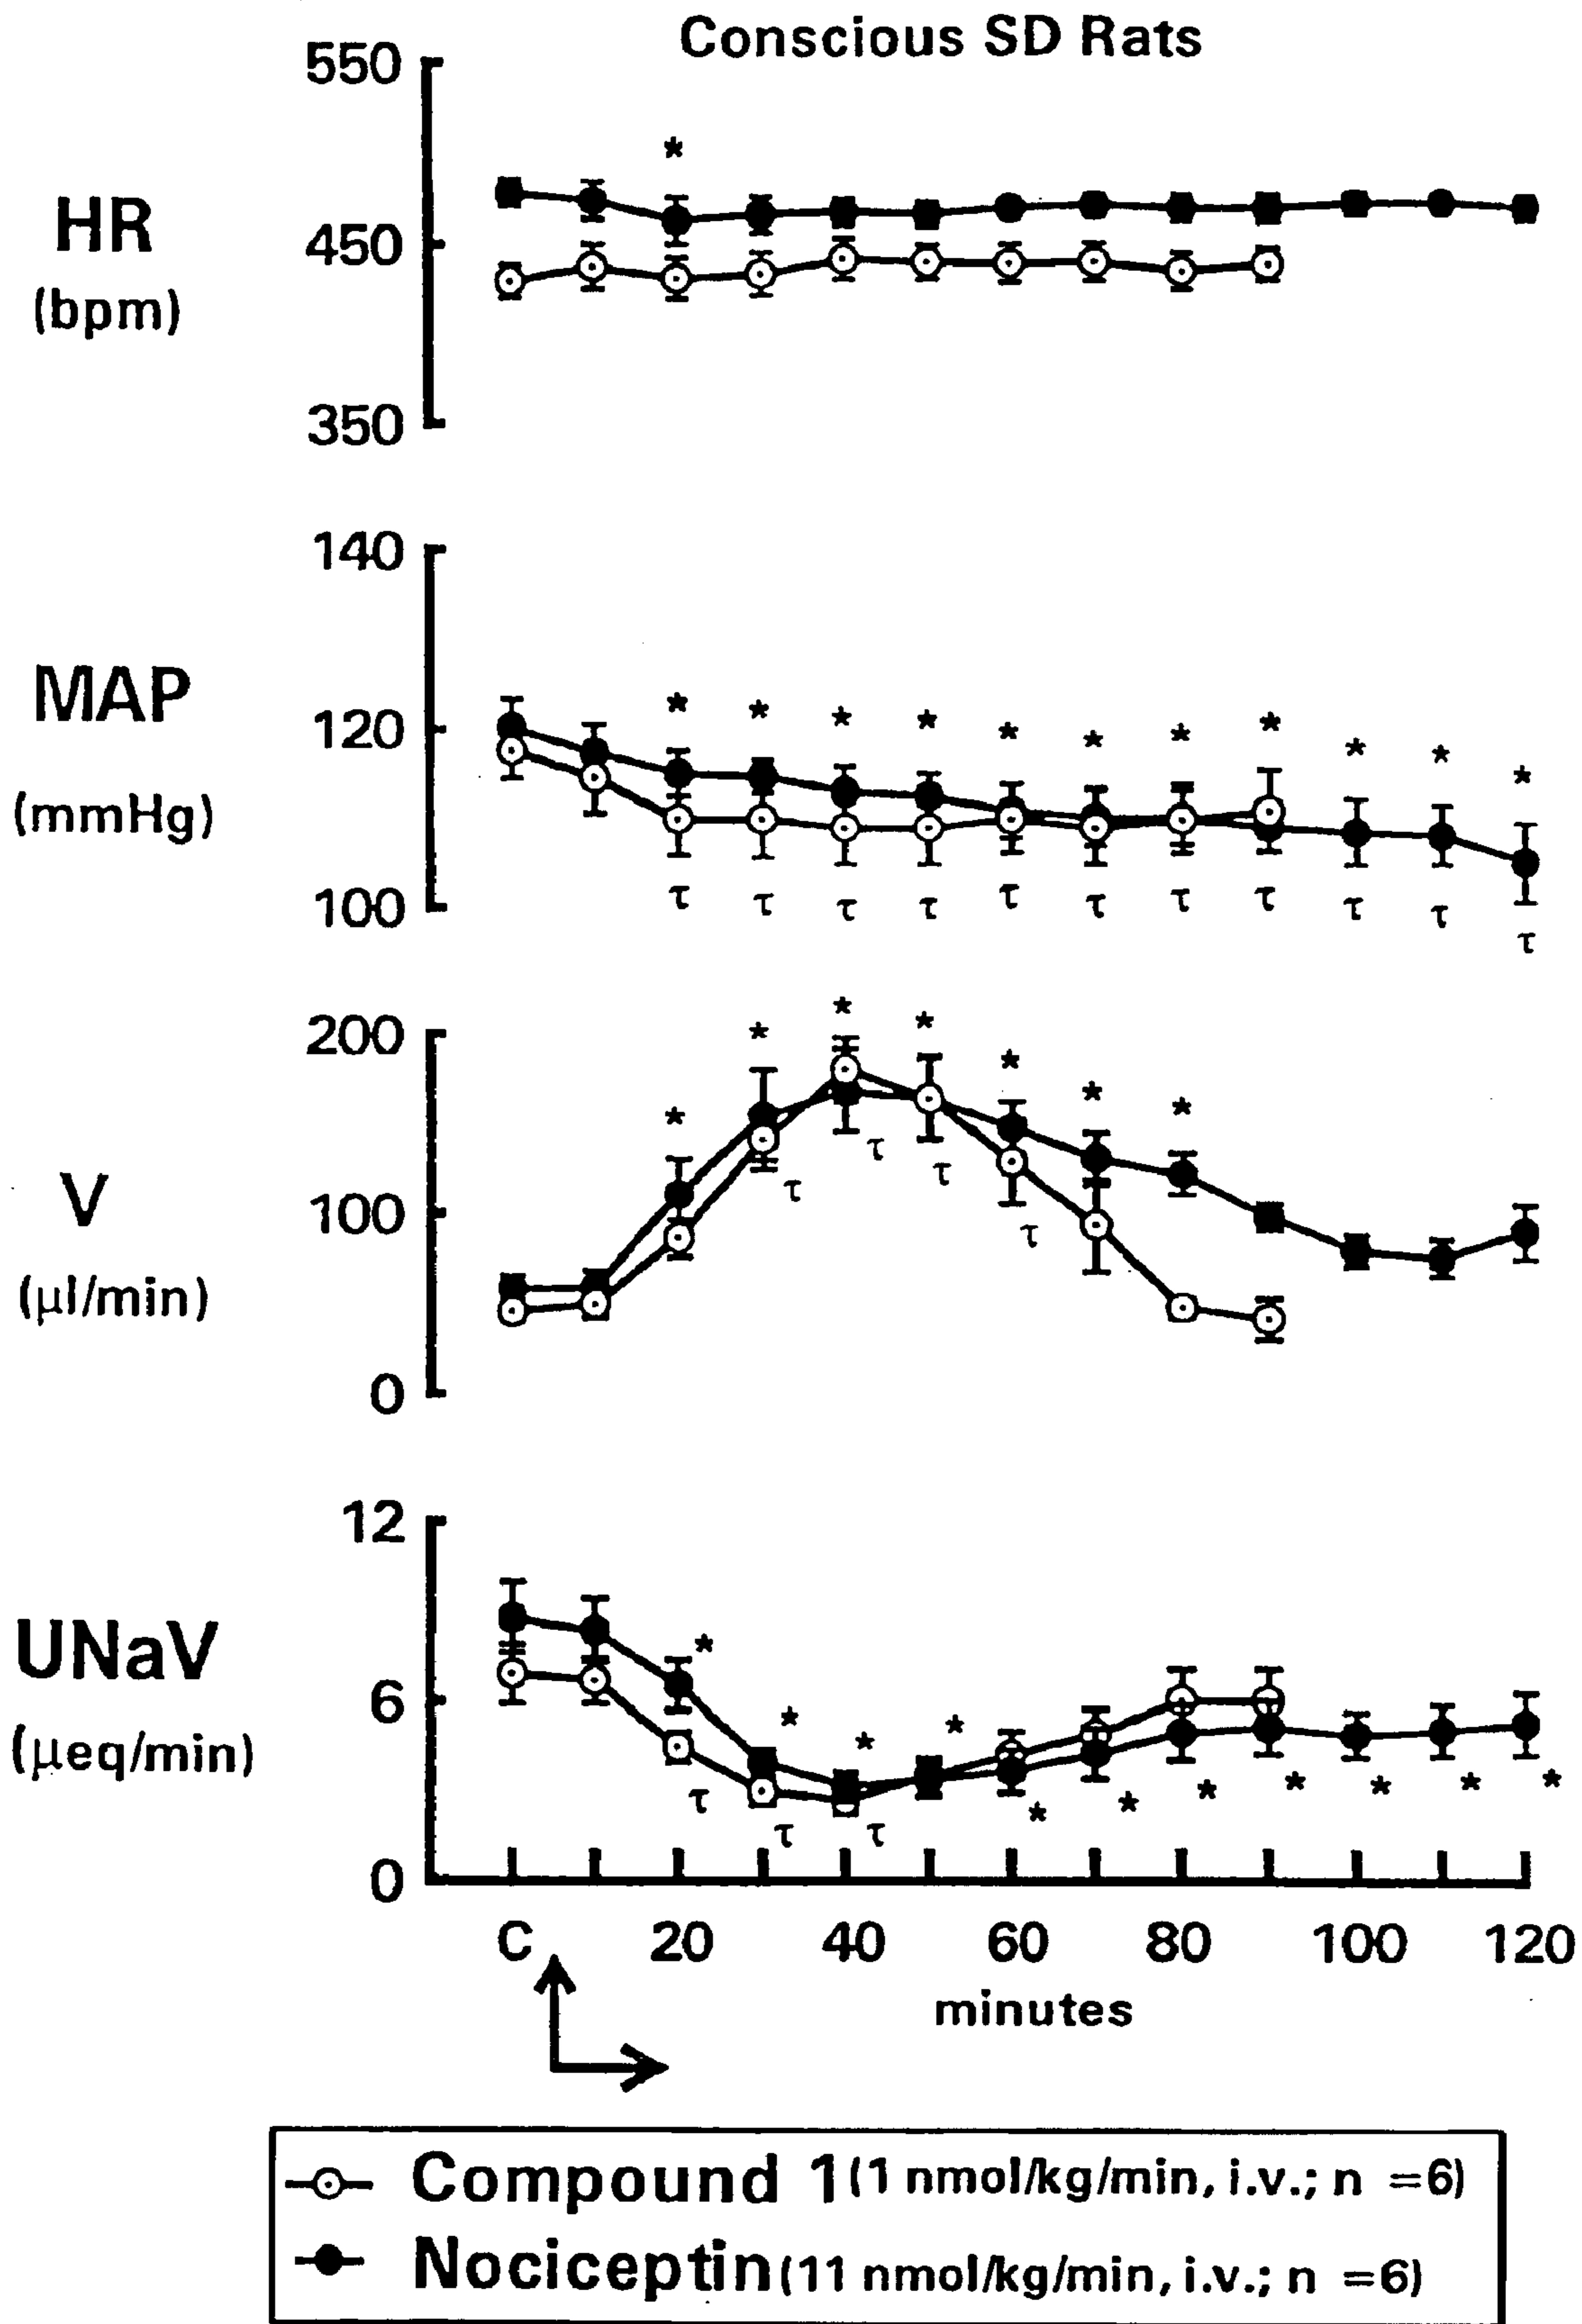 Conscious SD Rats
550
HR
450
(bpm)
350
*
140
MAP
120
(mmHg)
100
* * * * * * * * * * *
τ τ τ τ τ τ τ τ τ τ τ
200
V
100
(μl/min)
0
* * * * * * *
τ τ τ τ
12
UNaV
6
(μeq/min)
0
* * * * * * * * * * *
τ τ τ
C 20 40 60 80 100 120
minutes
Compound 1 (1 nmol/kg/min, i.v.; n =6)
Nociceptin (11 nmol/kg/min, i.v.; n =6)